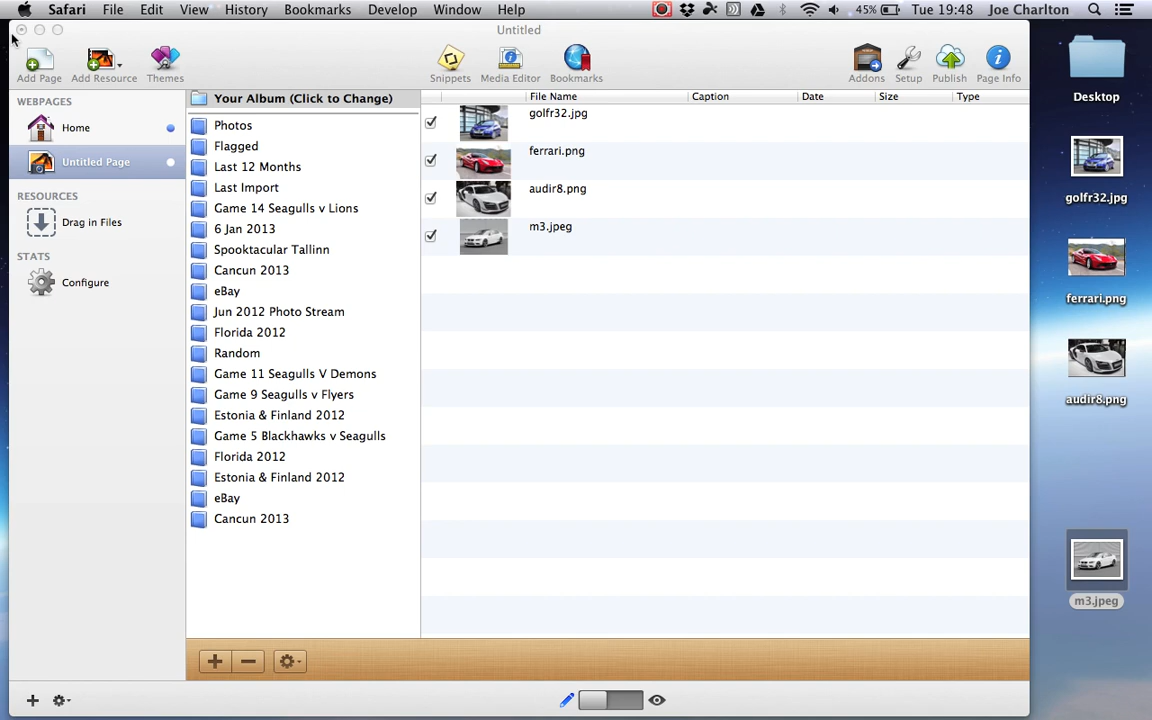 Safari File Edit View History Bookmarks Develop Window Help 45% Tue 19:48 Joe Charlton
Untitled
Add Page Add Resource Themes Snippets Media Editor Bookmarks Addons Setup Publish Page Info
WEBPAGES
Home
Untitled Page
RESOURCES
Drag in Files
STATS
Configure
Your Album (Click to Change)
Photos
Flagged
Last 12 Months
Last Import
Game 14 Seagulls v Lions
6 Jan 2013
Spooktacular Tallinn
Cancun 2013
eBay
Jun 2012 Photo Stream
Florida 2012
Random
Game 11 Seagulls V Demons
Game 9 Seagulls v Flyers
Estonia & Finland 2012
Game 5 Blackhawks v Seagulls
Florida 2012
Estonia & Finland 2012
eBay
Cancun 2013
File Name Caption Date Size Type
golfr32.jpg
ferrari.png
audir8.png
m3.jpeg
Desktop
golfr32.jpg
ferrari.png
audir8.png
m3.jpeg